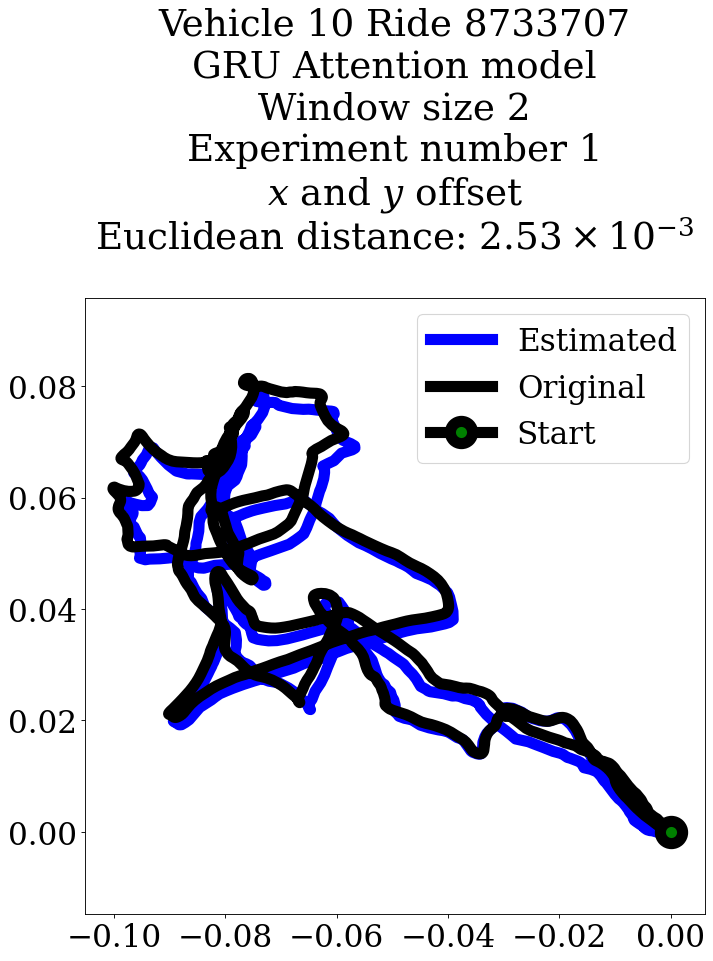 Vehicle 10 Ride 8733707
GRU Attention model
Window size 2
Experiment number 1
x and y offset
Euclidean distance: 2.53 × 10⁻³
Estimated
Original
Start
0.08
0.06
0.04
0.02
0.00
−0.10 −0.08 −0.06 −0.04 −0.02 0.00